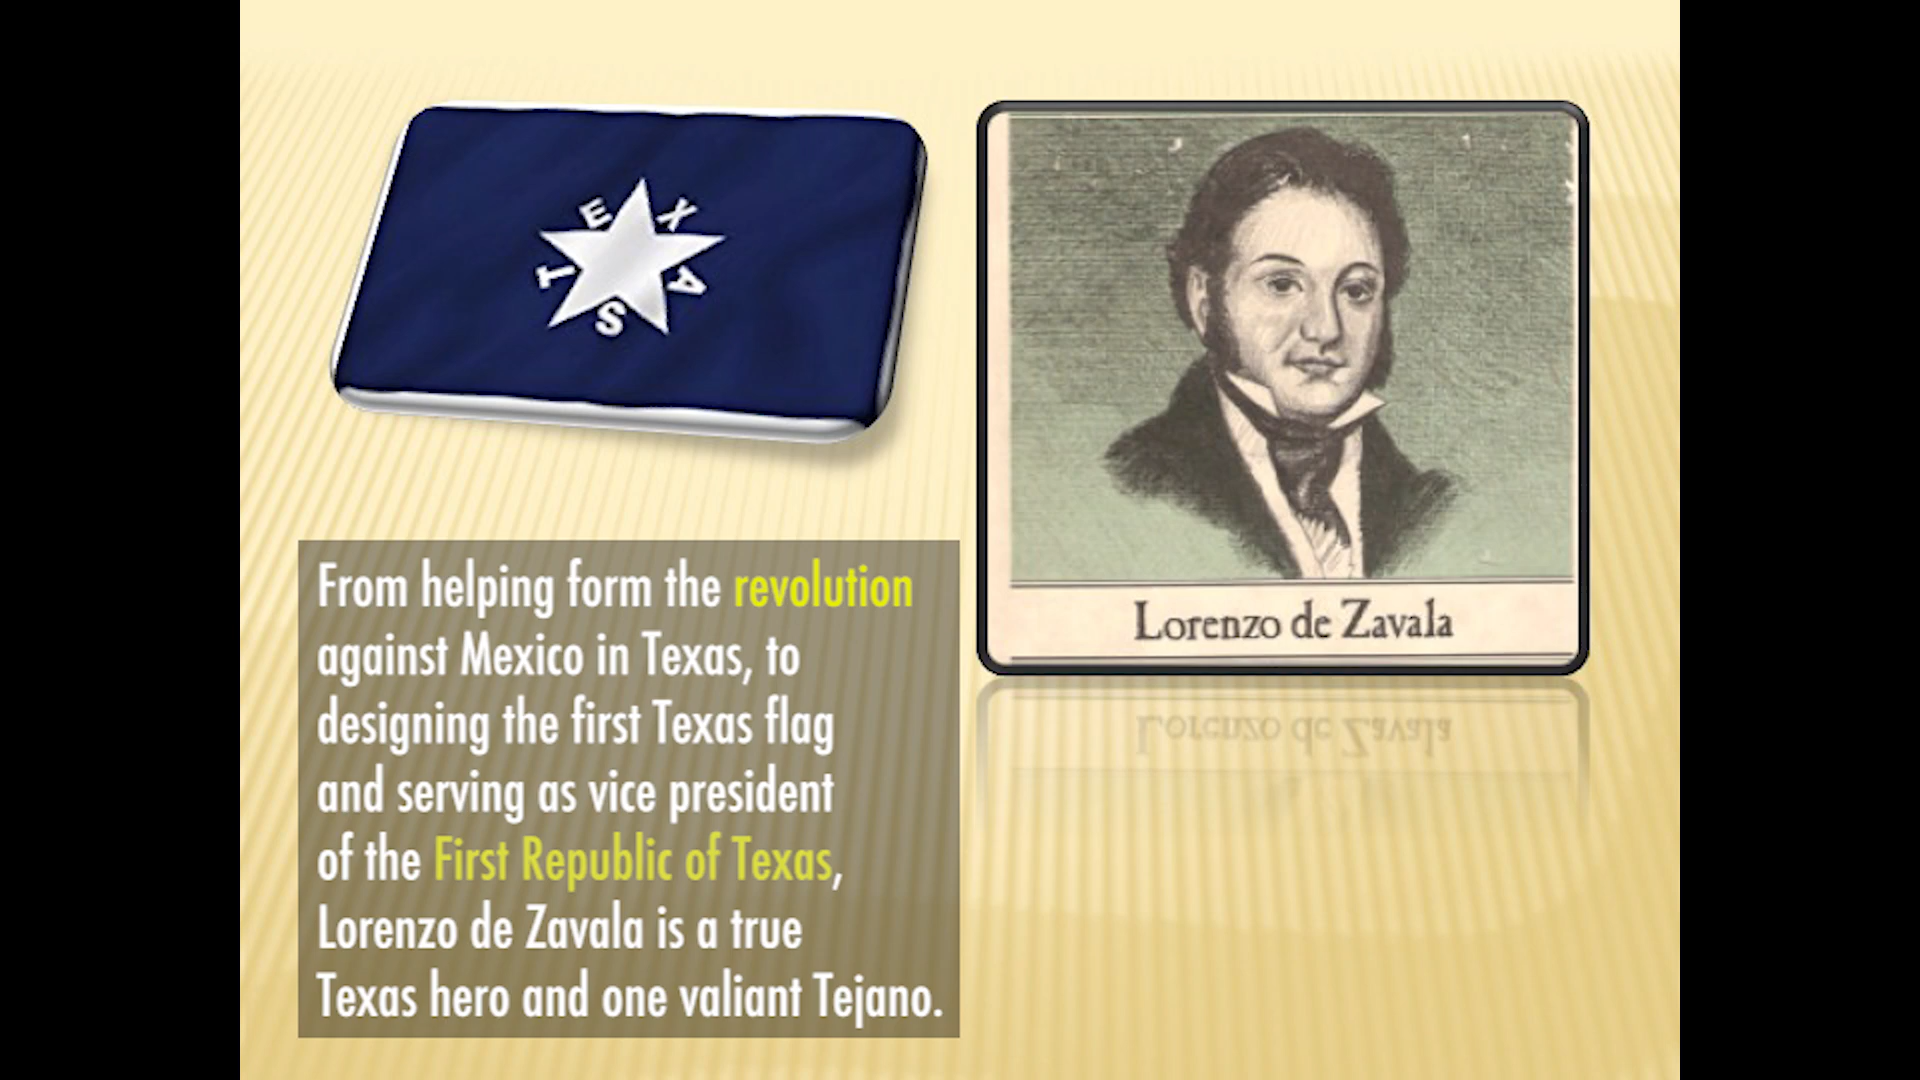 E X
T A
S
Lorenzo de Zavala
From helping form the revolution
against Mexico in Texas, to
designing the first Texas flag
and serving as vice president
of the First Republic of Texas,
Lorenzo de Zavala is a true
Texas hero and one valiant Tejano.